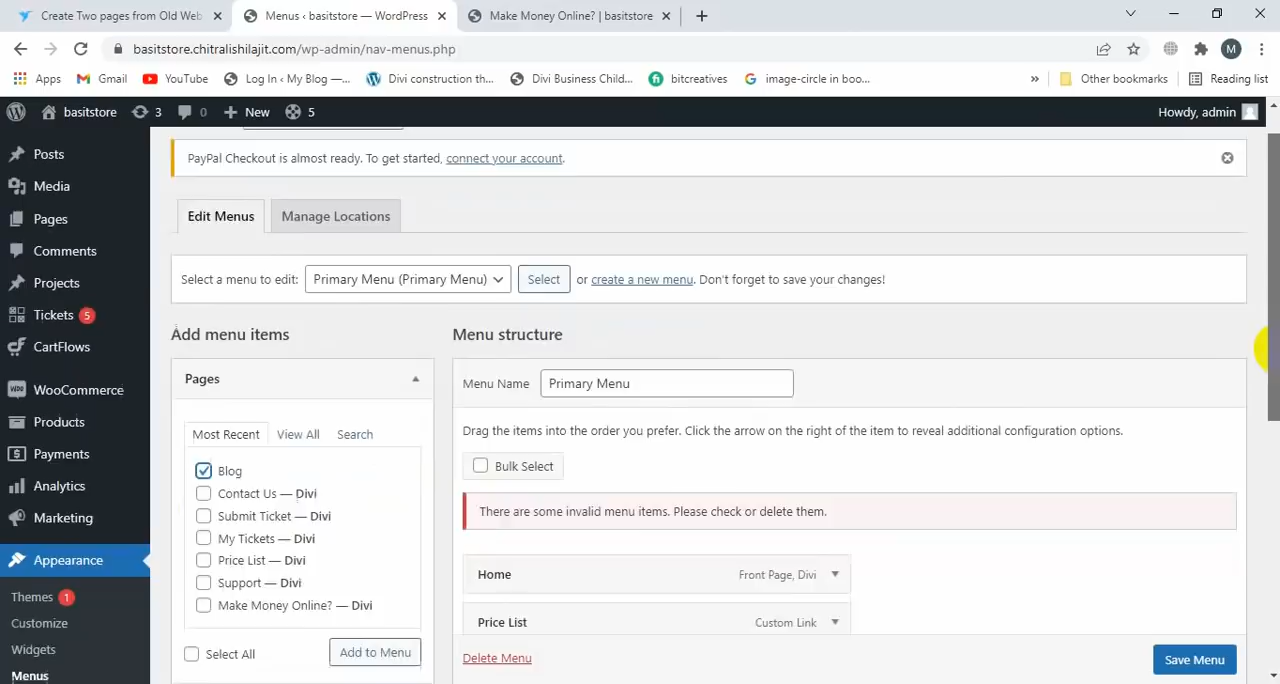 Create Two pages from Old Web
Menus ‹ basitstore — WordPress
Make Money Online? | basitstore
basitstore.chitralishilajit.com/wp-admin/nav-menus.php
M
Apps
Gmail
YouTube
Log In ‹ My Blog —...
Divi construction th...
Divi Business Child...
bitcreatives
image-circle in boo...
»
Other bookmarks
Reading list
basitstore
3
0
New
5
Howdy, admin
Posts
Media
Pages
Comments
Projects
Tickets 5
CartFlows
WooCommerce
Products
Payments
Analytics
Marketing
Appearance
Themes 1
Customize
Widgets
Menus
PayPal Checkout is almost ready. To get started, connect your account.
Edit Menus
Manage Locations
Select a menu to edit: Primary Menu (Primary Menu) Select or create a new menu. Don't forget to save your changes!
Add menu items
Pages
Most Recent View All Search
Blog
Contact Us — Divi
Submit Ticket — Divi
My Tickets — Divi
Price List — Divi
Support — Divi
Make Money Online? — Divi
Select All
Add to Menu
Menu structure
Menu Name Primary Menu
Drag the items into the order you prefer. Click the arrow on the right of the item to reveal additional configuration options.
Bulk Select
There are some invalid menu items. Please check or delete them.
Home Front Page, Divi
Price List Custom Link
Delete Menu
Save Menu